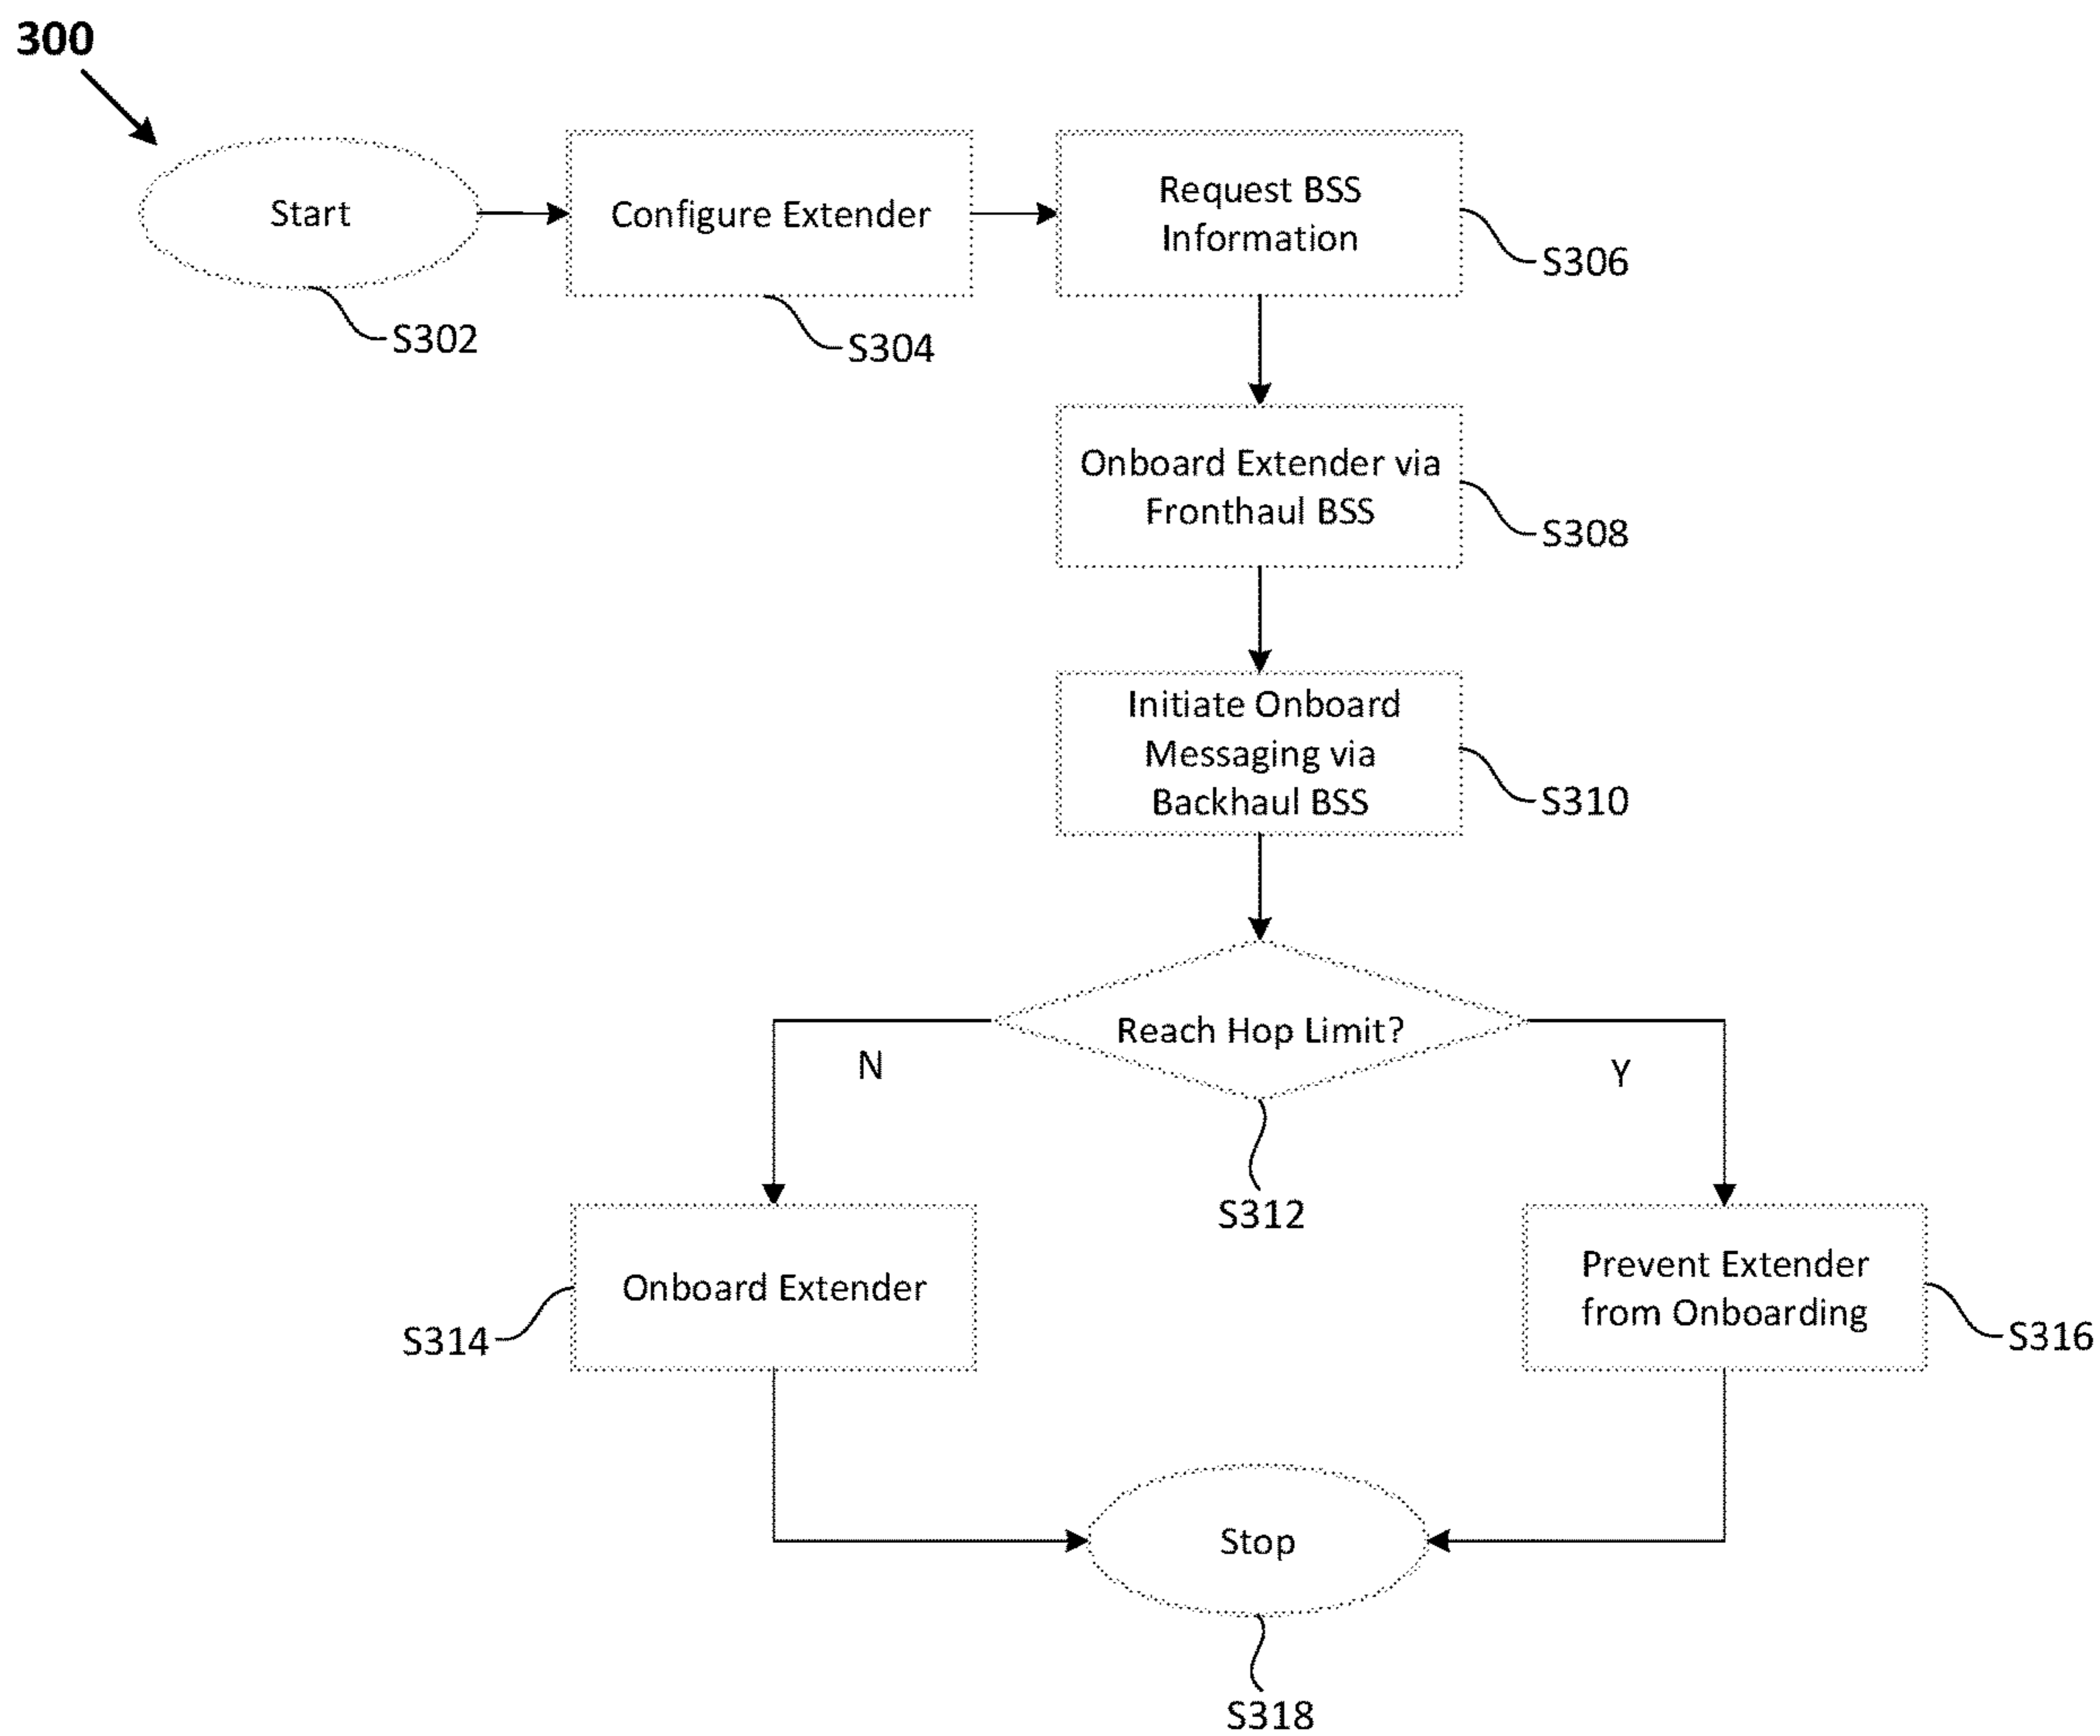 300
Start
S302
Configure Extender
S304
Request BSS
Information
S306
Onboard Extender via
Fronthaul BSS
S308
Initiate Onboard
Messaging via
Backhaul BSS
S310
Reach Hop Limit?
N
Y
S312
Onboard Extender
S314
Prevent Extender
from Onboarding
S316
Stop
S318